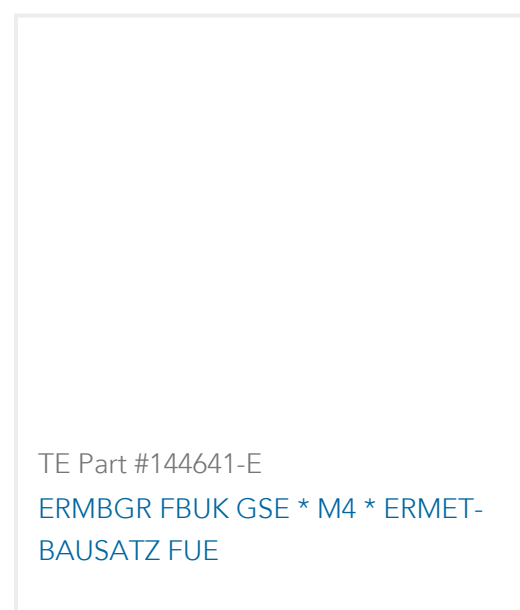 TE Part #144641-E
ERMBGR FBUK GSE * M4 * ERMET-
BAUSATZ FUE